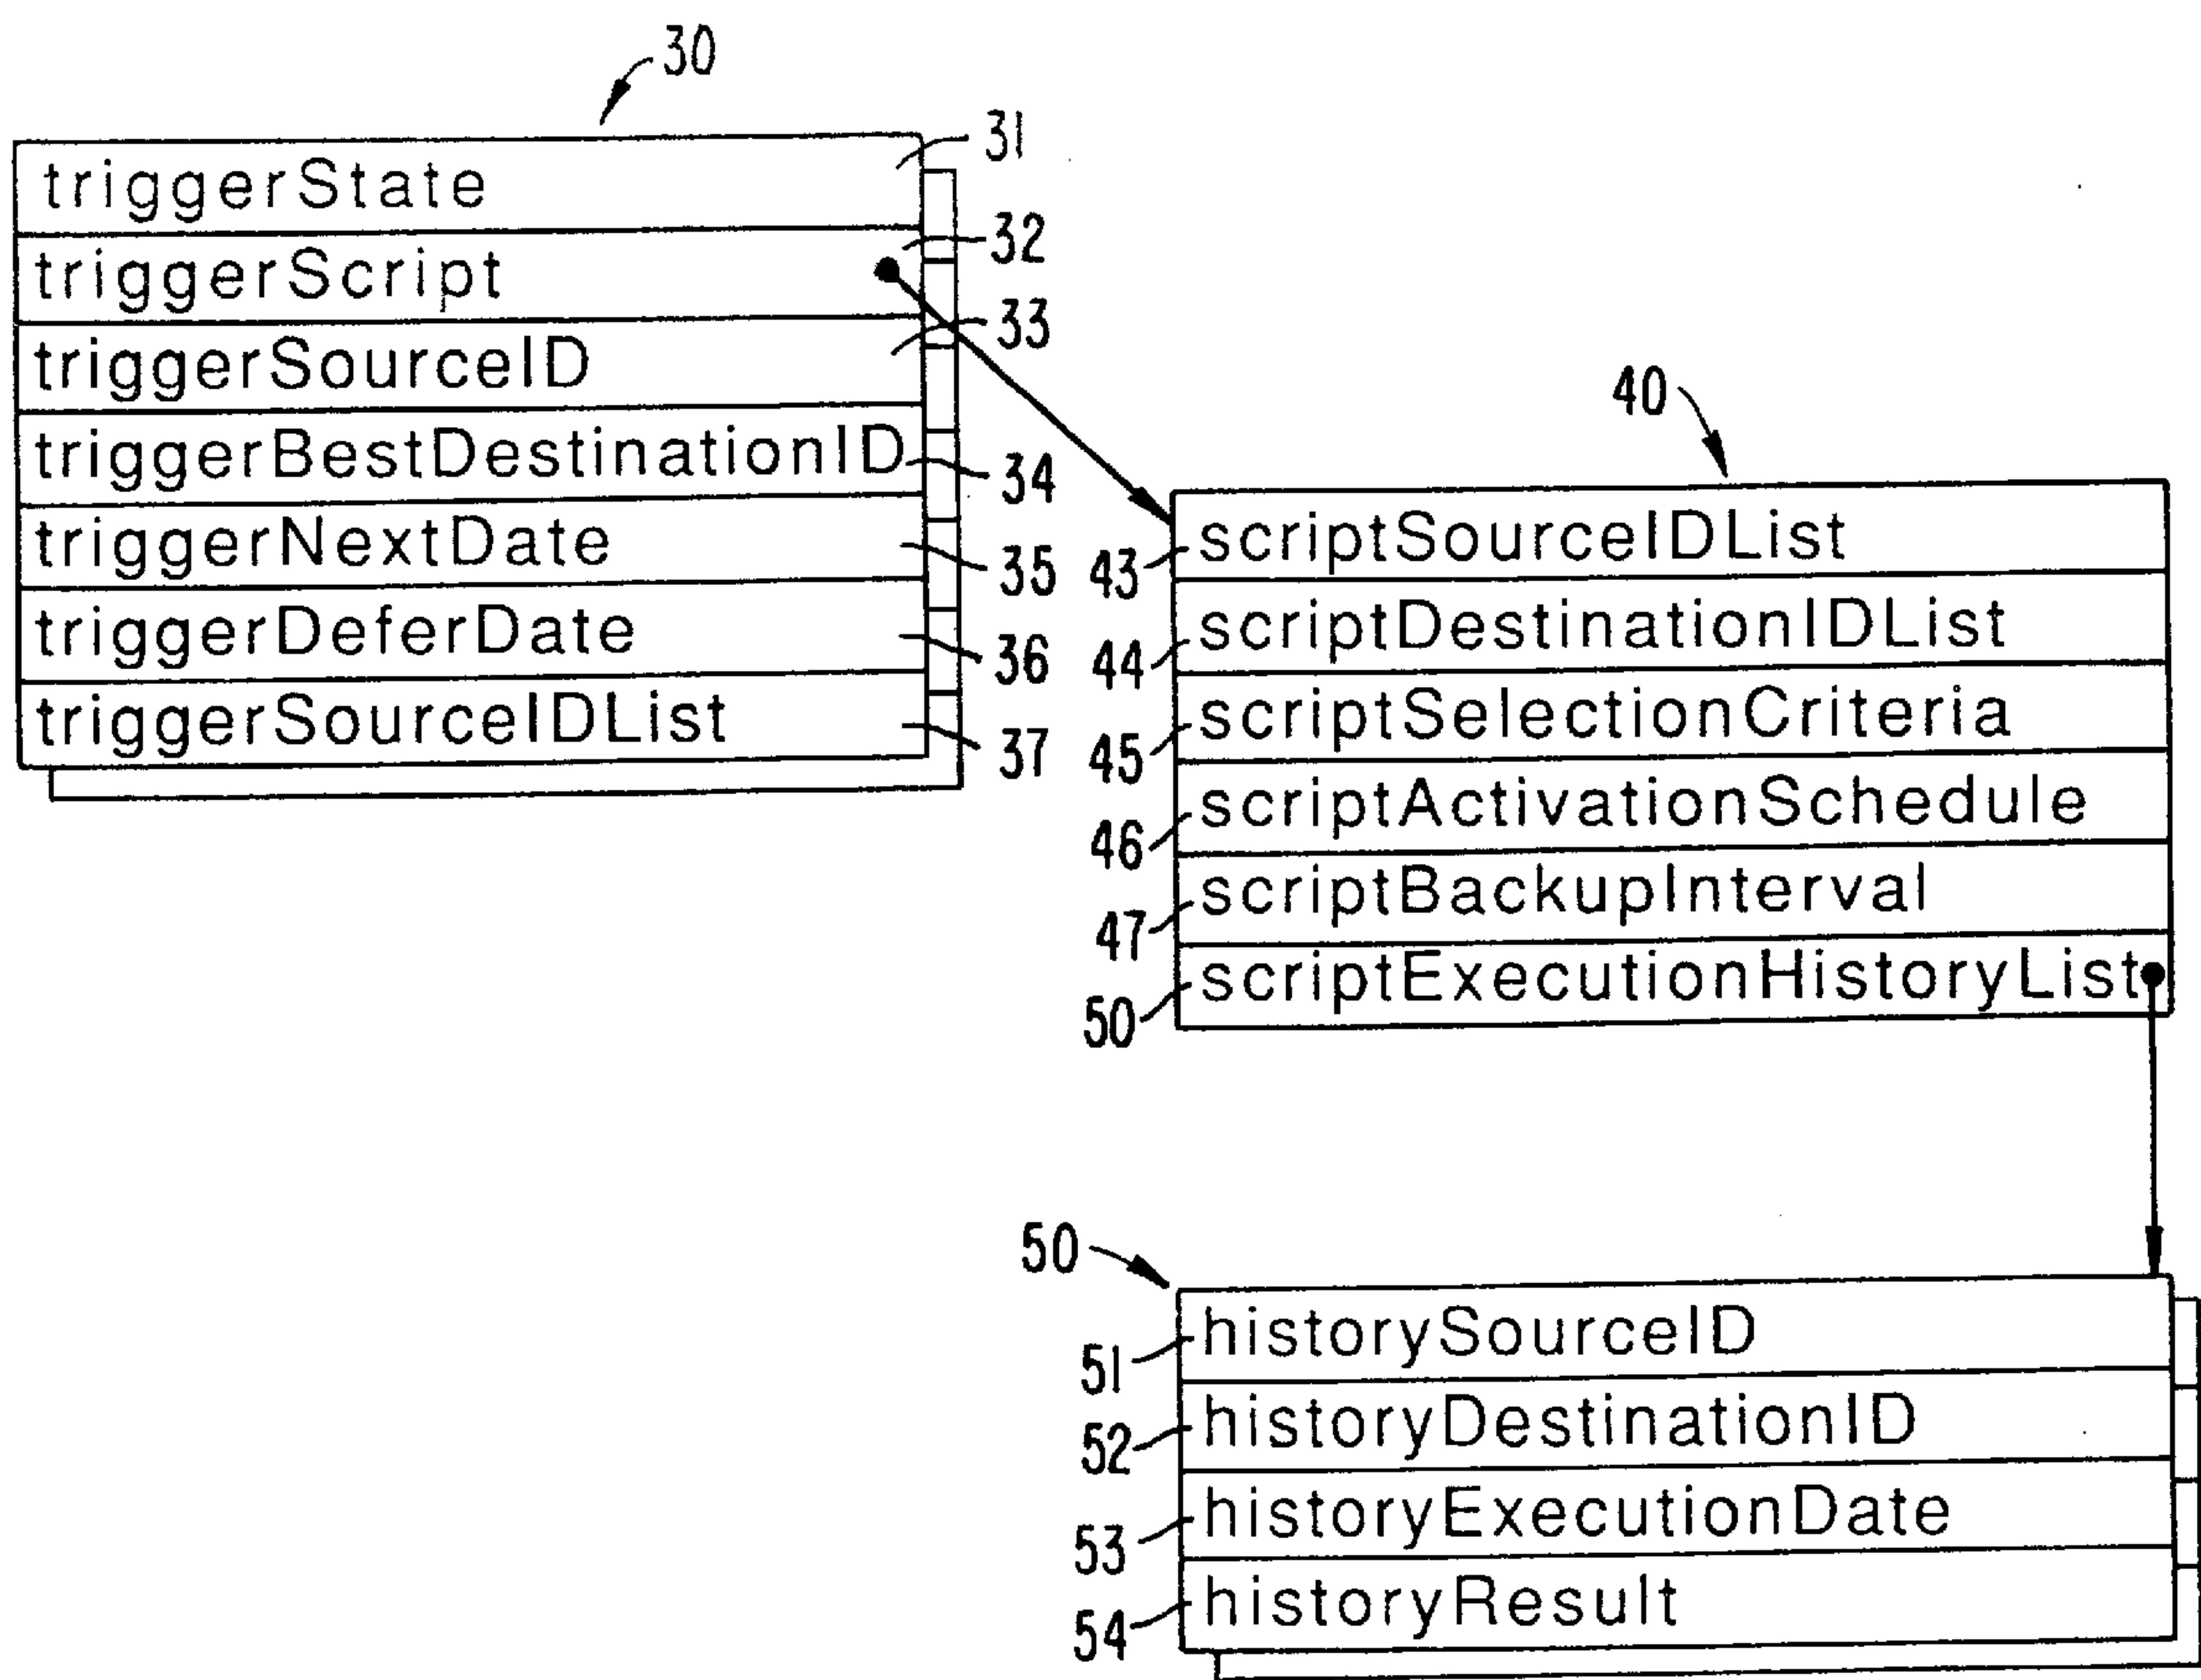 30
triggerState 31
triggerScript 32
triggerSourceID 33
triggerBestDestinationID 34
triggerNextDate 35
triggerDeferDate 36
triggerSourceIDList 37
40
43 scriptSourceIDList
44 scriptDestinationIDList
45 scriptSelectionCriteria
46 scriptActivationSchedule
47 scriptBackupInterval
50 scriptExecutionHistoryList
50
51 historySourceID
52 historyDestinationID
53 historyExecutionDate
54 historyResult